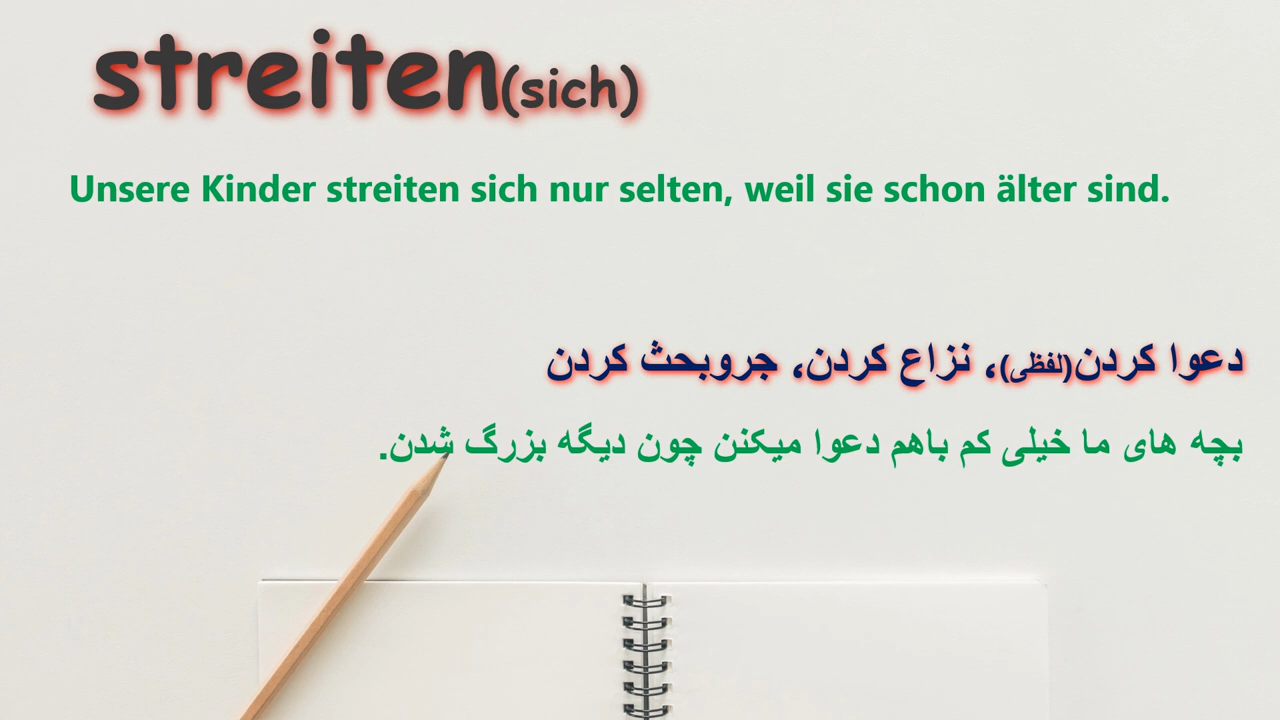 streiten(sich)
Unsere Kinder streiten sich nur selten, weil sie schon älter sind.
دعوا کردن(لفظی)، نزاع کردن، جروبحث کردن
بچه های ما خیلی کم باهم دعوا میکنن چون دیگه بزرگ شدن.